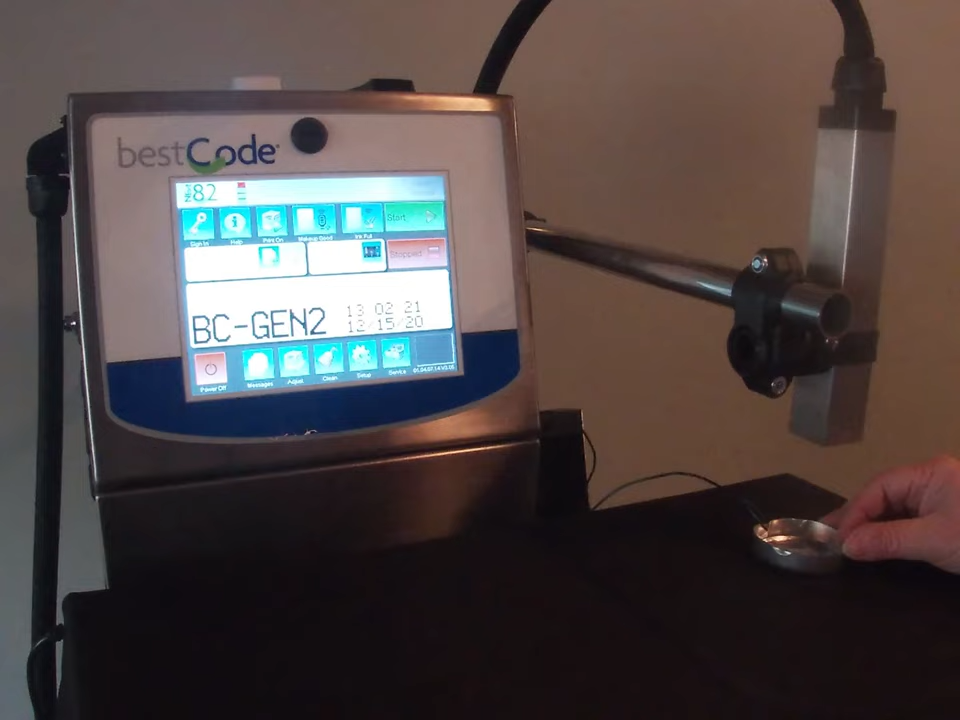 bestCode
82
Start
Sign In Help Print On Makeup Good Ink Full
Stopped
BC-GEN2 13 02 21
12/15/20
Power Off Messages Adjust Clean Setup Service